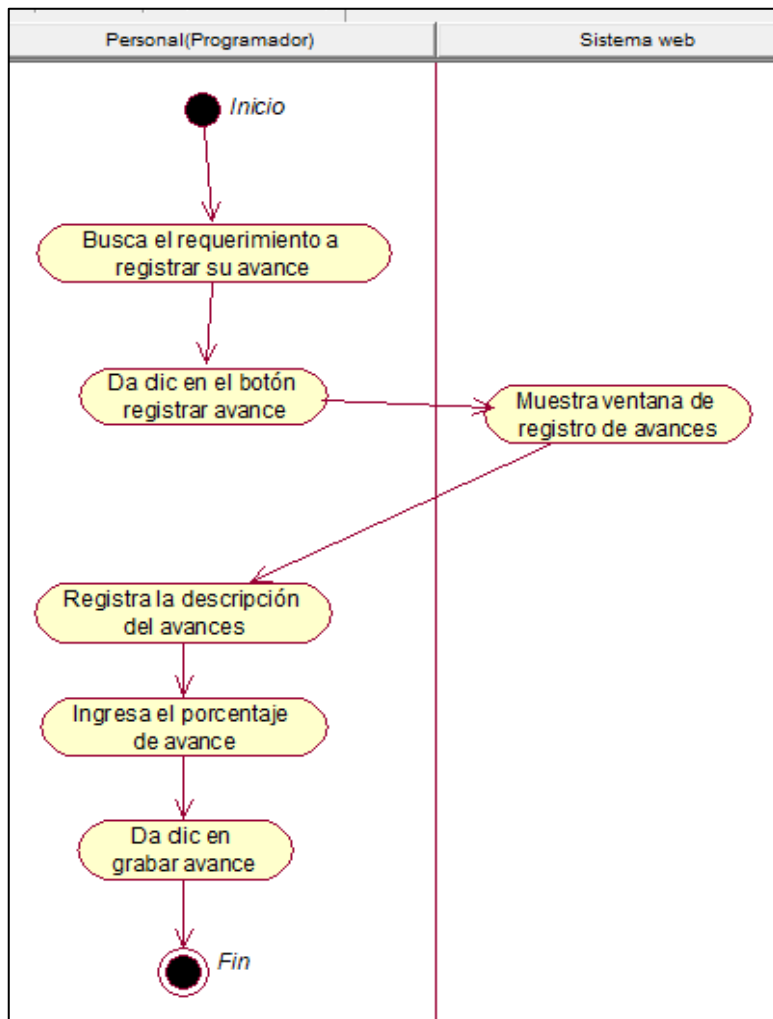 Personal(Programador)
Sistema web
Inicio
Busca el requerimiento a
registrar su avance
Da clic en el botón
registrar avance
Muestra ventana de
registro de avances
Registra la descripción
del avances
Ingresa el porcentaje
de avance
Da clic en
grabar avance
Fin